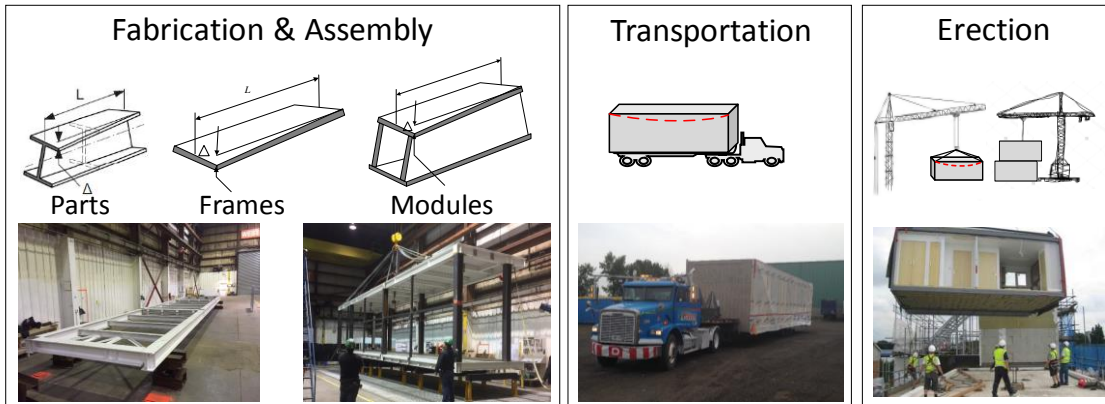 Fabrication & Assembly
Transportation
Erection
L
Δ
Parts
L
Δ
Frames
Δ
Modules